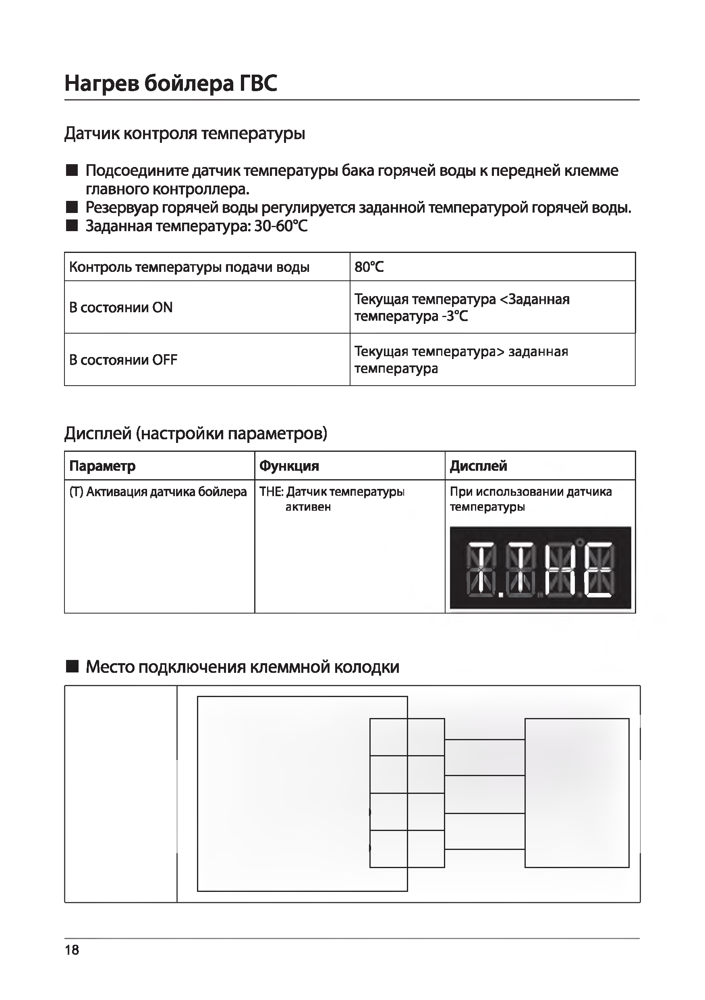 Нагрев бойлера ГВС
Датчик контроля температуры
■ Подсоедините датчик температуры бака горячей воды к передней клемме
главного контроллера.
■ Резервуар горячей воды регулируется заданной температурой горячей воды.
■ Заданная температура: 30-60°C
Контроль температуры подачи воды
80°C
В состоянии ON
Текущая температура <Заданная
температура -3°C
В состоянии OFF
Текущая температура> заданная
температура
Дисплей (настройки параметров)
Параметр
Функция
Дисплей
(T) Активация датчика бойлера
THE: Датчик температуры
активен
При использовании датчика
температуры
T.THE
■ Место подключения клеммной колодки
18